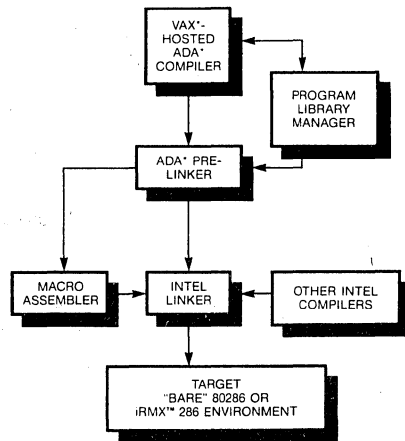 VAX*-
HOSTED
ADA*
COMPILER
PROGRAM
LIBRARY
MANAGER
ADA* PRE-
LINKER
MACRO
ASSEMBLER
INTEL
LINKER
OTHER INTEL
COMPILERS
TARGET
"BARE" 80286 OR
iRMX™ 286 ENVIRONMENT